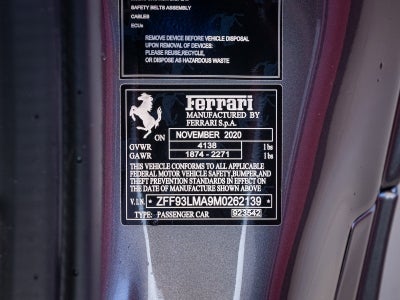 SAFETY BELTS ASSEMBLY
CABLES
ECUs
REMOVE DEVICE BEFORE VEHICLE DISPOSAL
UPON REMOVAL OF DEVICES:
PLEASE REUSE,RECYCLE,
OR DISPOSE AS HAZARDOUS WASTE
Ferrari
MANUFACTURED BY
FERRARI S.p.A.
ON NOVEMBER 2020
GVWR 4138 lbs
GAWR 1874 - 2271 lbs
THIS VEHICLE CONFORMS TO ALL APPLICABLE
FEDERAL MOTOR VEHICLE SAFETY,BUMPER,AND
THEFT PREVENTION STANDARDS IN EFFECT ON
THE DATE OF MANUFACTURE SHOWN ABOVE
V.I.N. * ZFF93LMA9M0262139 *
TYPE: PASSENGER CAR 923542